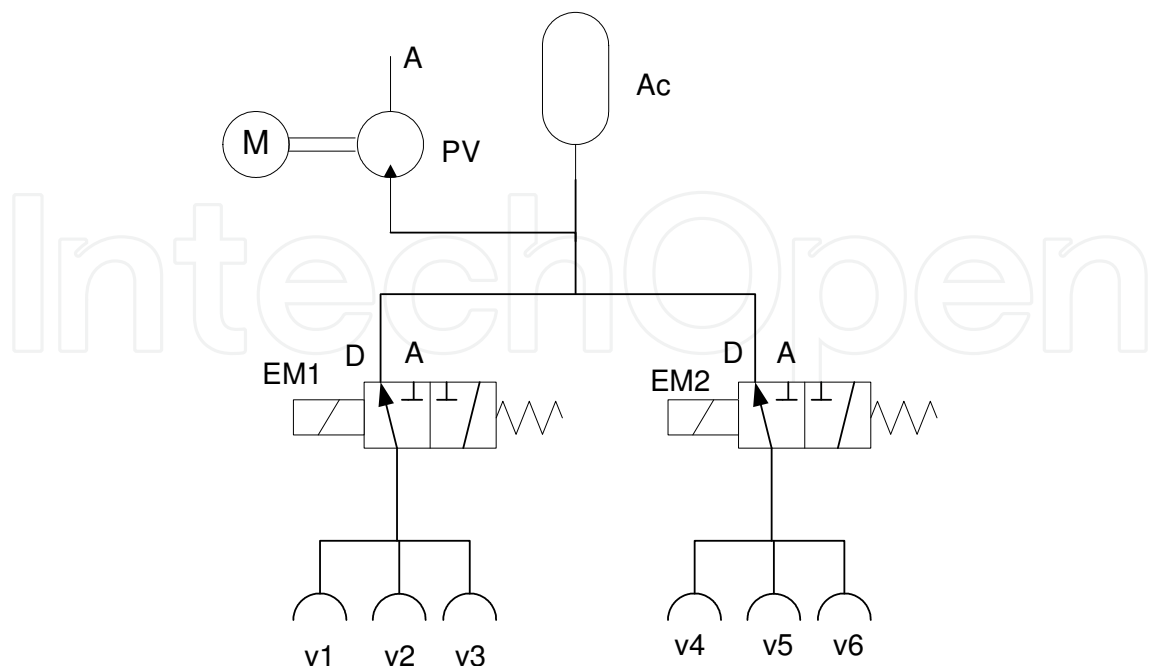 A
Ac
M
PV
IntechOpen
D A
D A
EM1
EM2
v1 v2 v3
v4 v5 v6